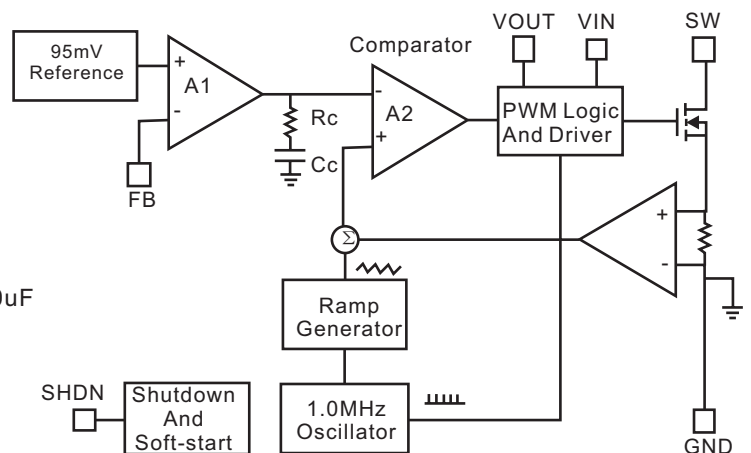 VOUT
VIN
SW
95mV
Reference
+
-
A1
FB
Comparator
-
A2
+
Rc
Cc
PWM Logic
And Driver
Σ
+
-
Ramp
Generator
0uF
SHDN
Shutdown
And
Soft-start
1.0MHz
Oscillator
GND